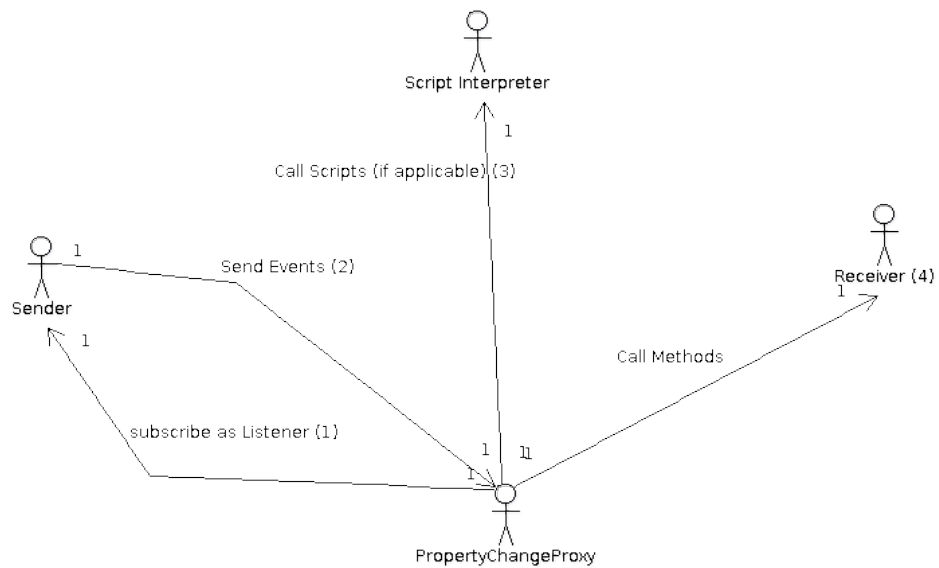 Script Interpreter
1
Call Scripts (if applicable) (3)
1
Send Events (2)
Sender
Receiver (4)
1
1
Call Methods
subscribe as Listener (1)
1
1
1
1
PropertyChangeProxy